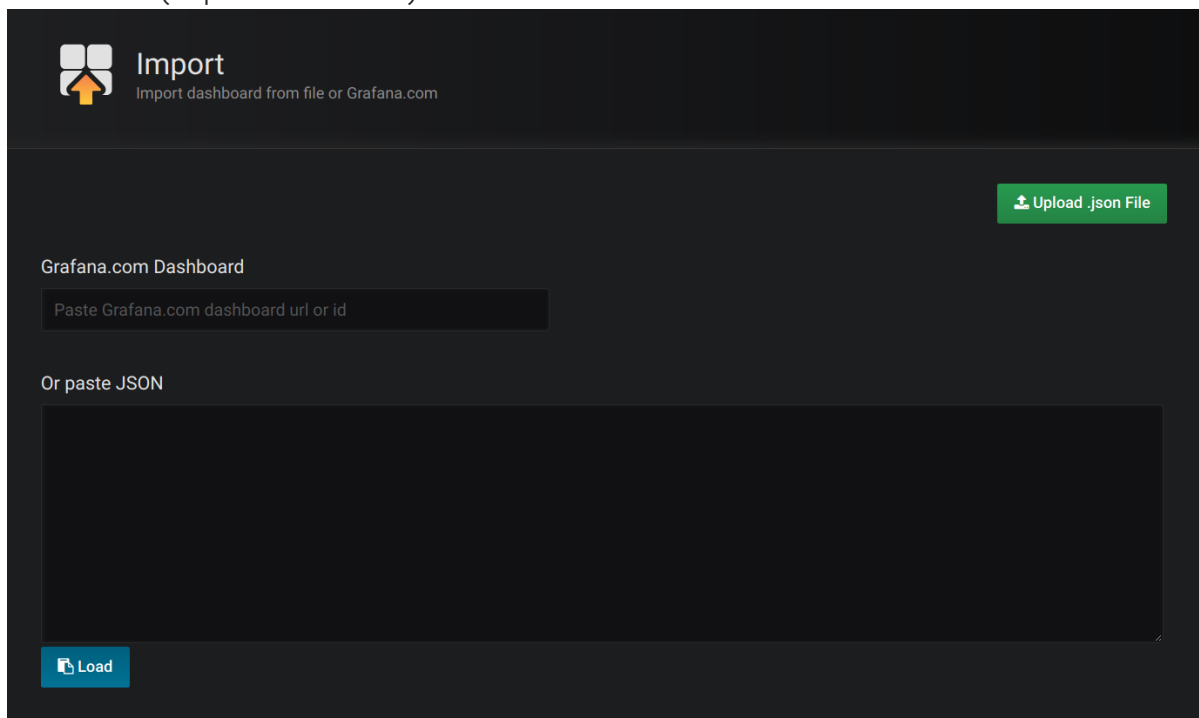 Import
Import dashboard from file or Grafana.com
Upload .json File
Grafana.com Dashboard
Paste Grafana.com dashboard url or id
Or paste JSON
Load